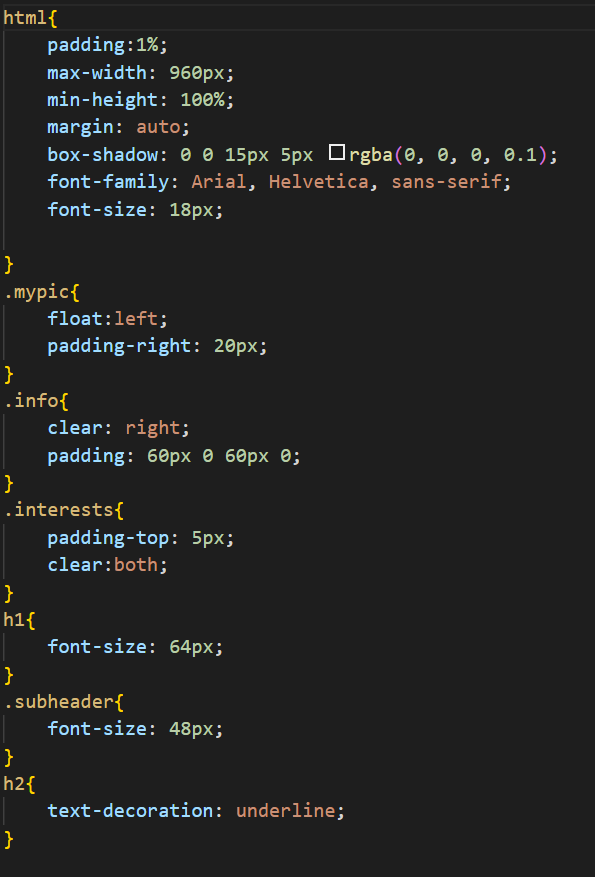 html{
    padding:1%;
    max-width: 960px;
    min-height: 100%;
    margin: auto;
    box-shadow: 0 0 15px 5px rgba(0, 0, 0, 0.1);
    font-family: Arial, Helvetica, sans-serif;
    font-size: 18px;

}
.mypic{
    float:left;
    padding-right: 20px;
}
.info{
    clear: right;
    padding: 60px 0 60px 0;
}
.interests{
    padding-top: 5px;
    clear:both;
}
h1{
    font-size: 64px;
}
.subheader{
    font-size: 48px;
}
h2{
    text-decoration: underline;
}